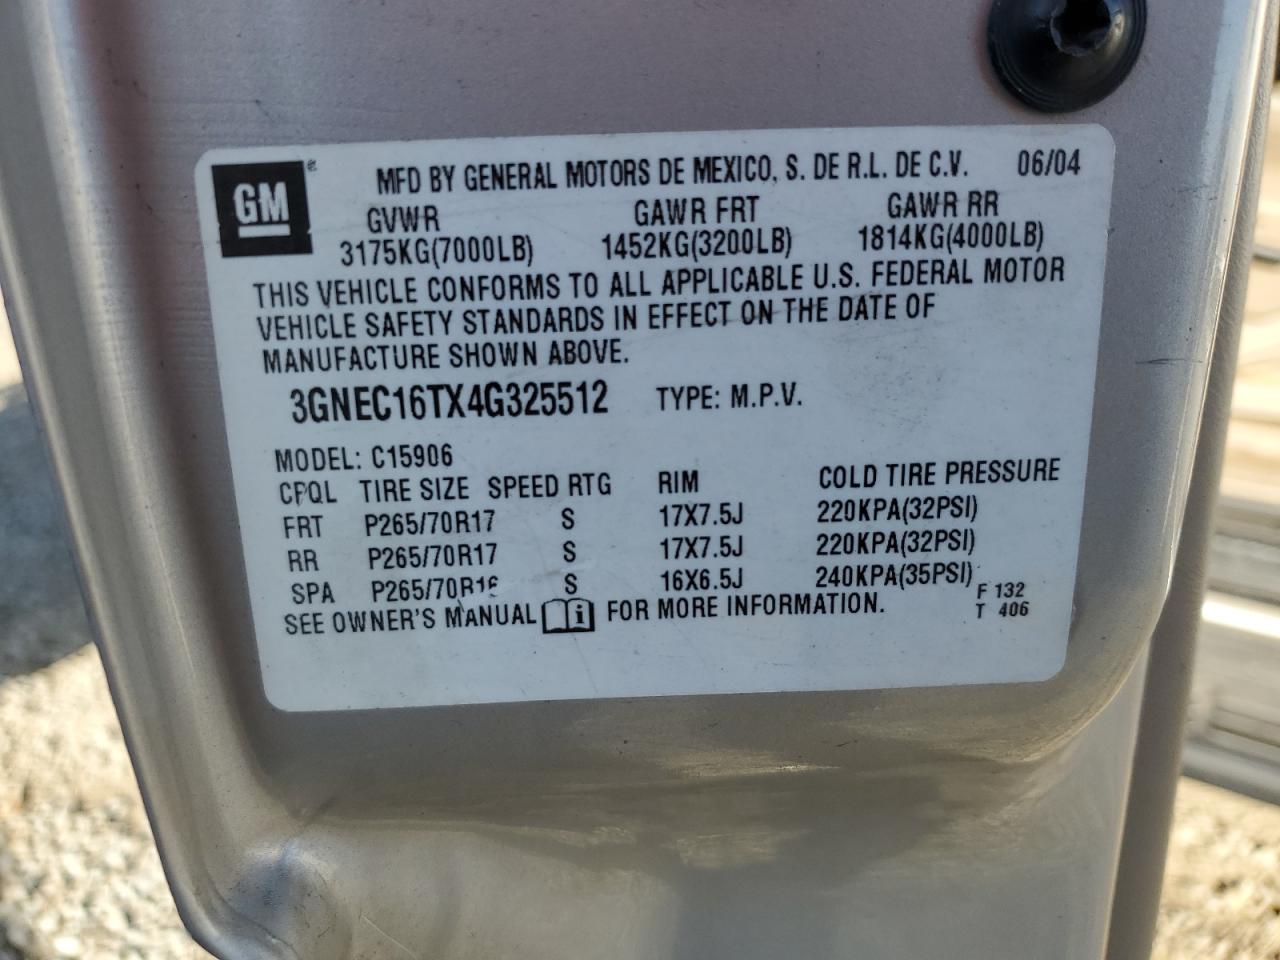 GM ® MFD BY GENERAL MOTORS DE MEXICO, S. DE R.L. DE C.V. 06/04
GVWR GAWR FRT GAWR RR
3175KG(7000LB) 1452KG(3200LB) 1814KG(4000LB)
THIS VEHICLE CONFORMS TO ALL APPLICABLE U.S. FEDERAL MOTOR
VEHICLE SAFETY STANDARDS IN EFFECT ON THE DATE OF
MANUFACTURE SHOWN ABOVE.
3GNEC16TX4G325512 TYPE: M.P.V.
MODEL: C15906
CPQL TIRE SIZE SPEED RTG RIM COLD TIRE PRESSURE
FRT P265/70R17 S 17X7.5J 220KPA(32PSI)
RR P265/70R17 S 17X7.5J 220KPA(32PSI)
SPA P265/70R16 S 16X6.5J 240KPA(35PSI) F 132
SEE OWNER'S MANUAL i FOR MORE INFORMATION. T 406